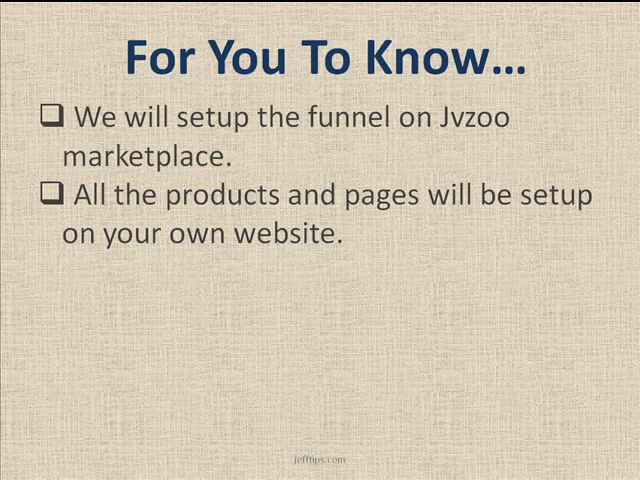 For You To Know...
We will setup the funnel on Jvzoo
marketplace.
All the products and pages will be setup
on your own website.
jefftips.com